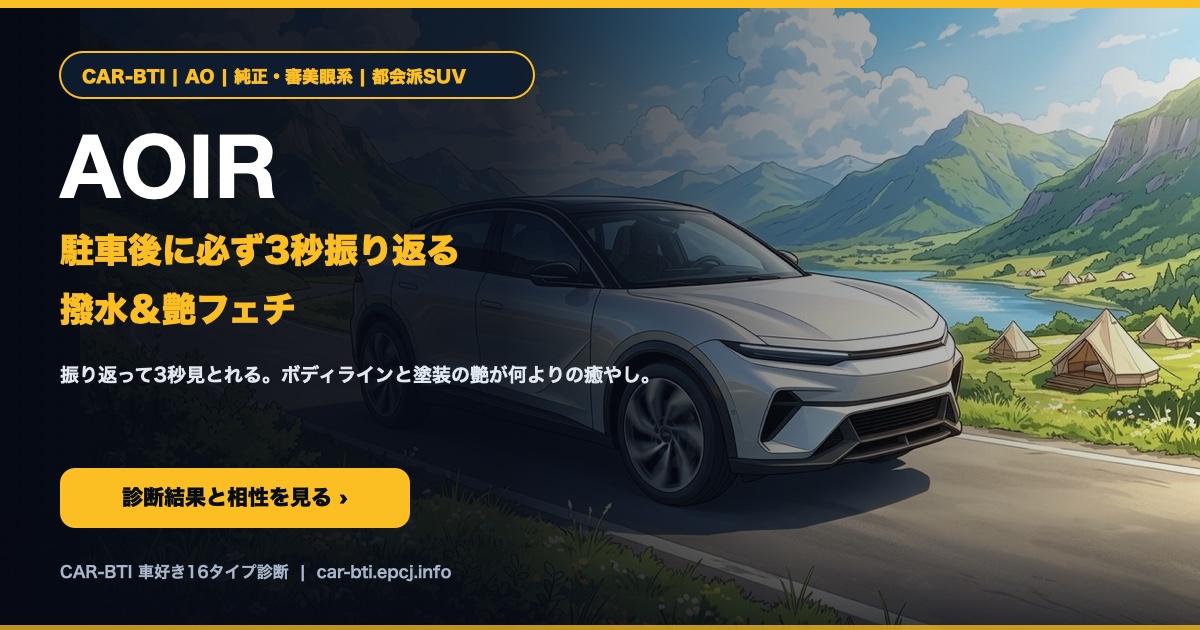 CAR-BTI | AO | 純正・審美眼系 | 都会派SUV
AOIR
駐車後に必ず3秒振り返る
撥水＆艶フェチ
振り返って3秒見とれる。ボディラインと塗装の艶が何よりの癒やし。
診断結果と相性を見る ›
CAR-BTI 車好き16タイプ診断 | car-bti.epcj.info